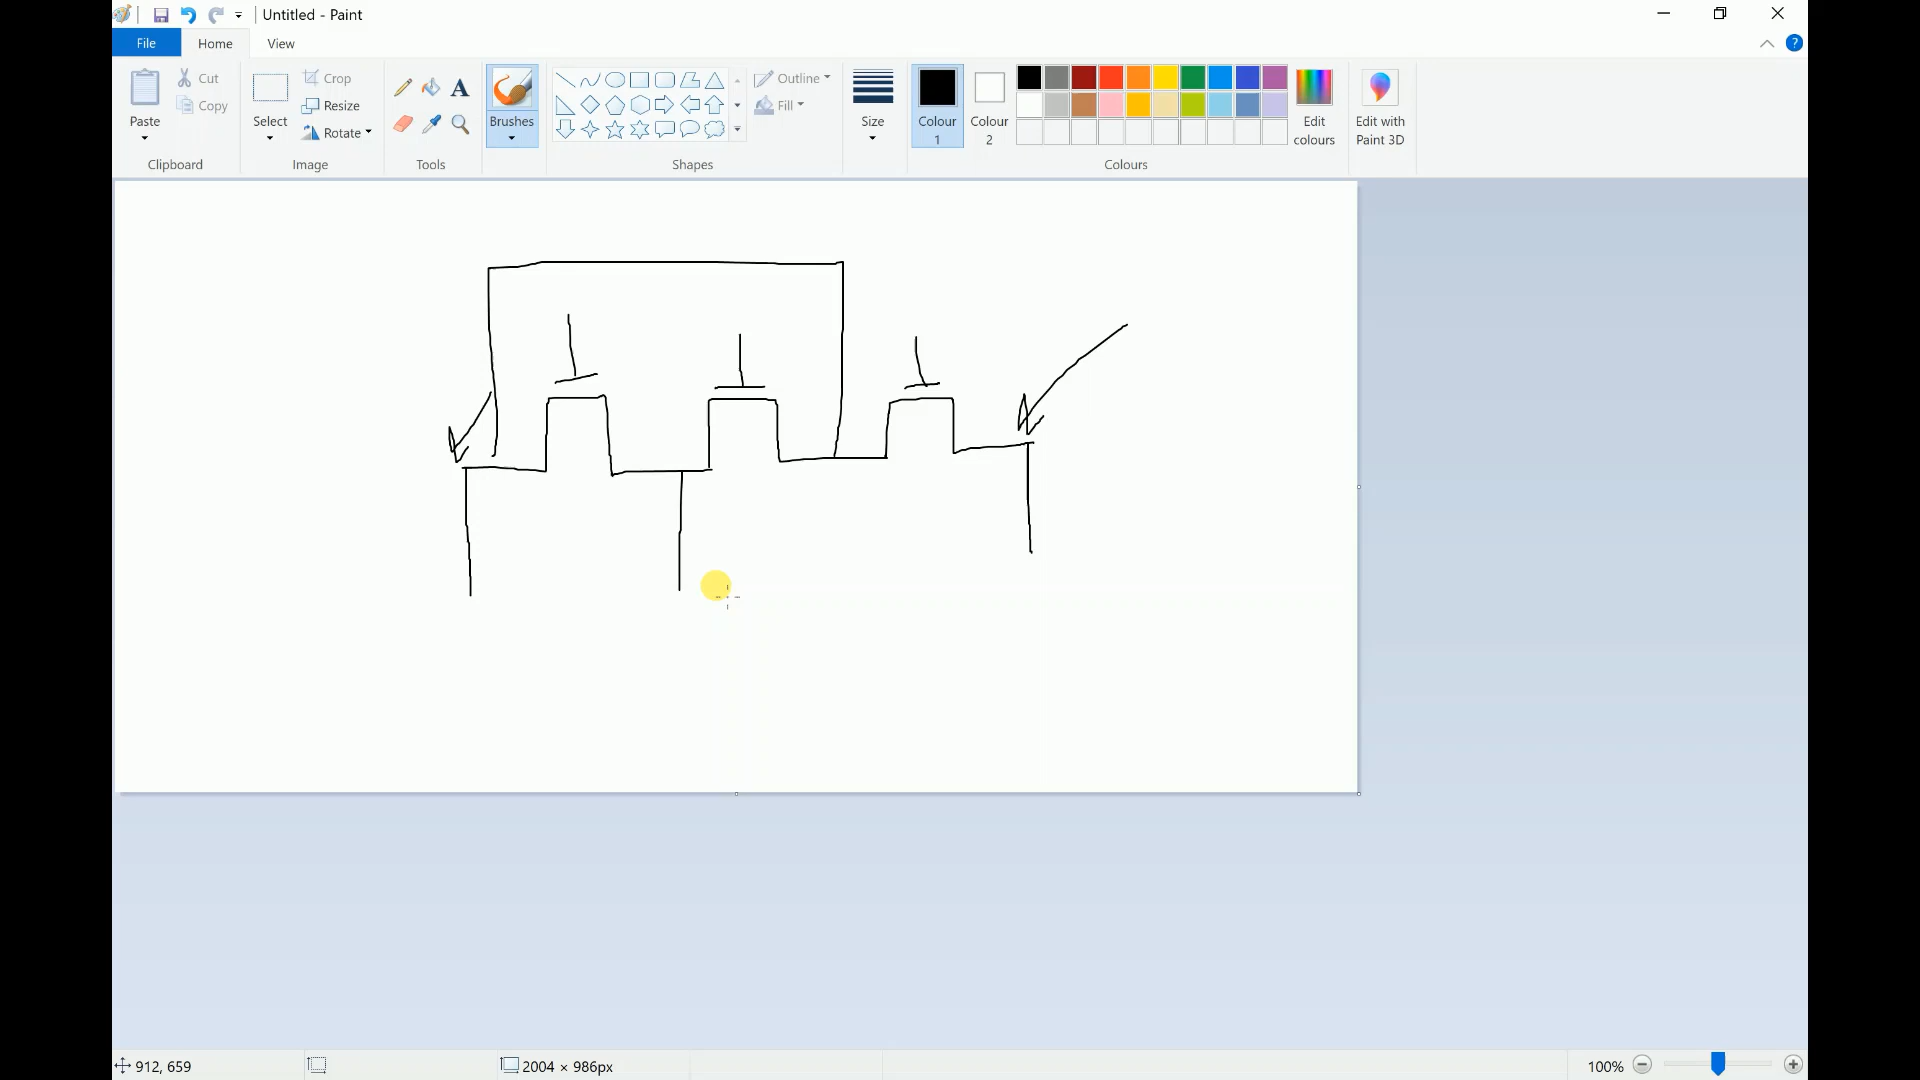 Untitled - Paint
File Home View
Paste
Cut
Copy
Clipboard
Select
Crop
Resize
Rotate
Image
Tools
Brushes
Shapes
Outline
Fill
Size
Colour 1
Colour 2
Edit colours
Colours
Edit with Paint 3D
912, 659
2004 × 986px
100%